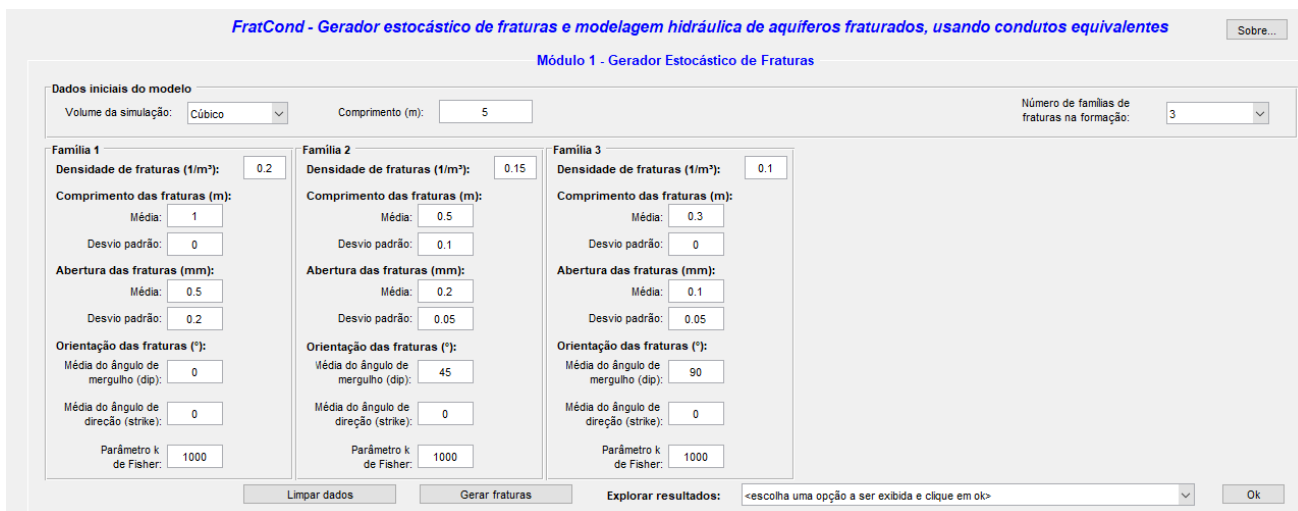 FratCond - Gerador estocástico de fraturas e modelagem hidráulica de aquíferos fraturados, usando condutos equivalentes
Sobre...
Módulo 1 - Gerador Estocástico de Fraturas
Dados iniciais do modelo
Volume da simulação: Cúbico
Comprimento (m): 5
Número de famílias de
fraturas na formação: 3
Família 1
Densidade de fraturas (1/m³): 0.2
Comprimento das fraturas (m):
Média: 1
Desvio padrão: 0
Abertura das fraturas (mm):
Média: 0.5
Desvio padrão: 0.2
Orientação das fraturas (º):
Média do ângulo de
mergulho (dip): 0
Média do ângulo de
direcão (strike): 0
Parâmetro k
de Fisher: 1000
Família 2
Densidade de fraturas (1/m³): 0.15
Comprimento das fraturas (m):
Média: 0.5
Desvio padrão: 0.1
Abertura das fraturas (mm):
Média: 0.2
Desvio padrão: 0.05
Orientação das fraturas (º):
Média do ângulo de
mergulho (dip): 45
Média do ângulo de
direção (strike): 0
Parâmetro k
de Fisher: 1000
Família 3
Densidade de fraturas (1/m³): 0.1
Comprimento das fraturas (m):
Média: 0.3
Desvio padrão: 0
Abertura das fraturas (mm):
Média: 0.1
Desvio padrão: 0.05
Orientação das fraturas (º):
Média do ângulo de
mergulho (dip): 90
Média do ângulo de
direção (strike): 0
Parâmetro k
de Fisher: 1000
Limpar dados
Gerar fraturas
Explorar resultados: <escolha uma opção a ser exibida e clique em ok>
Ok